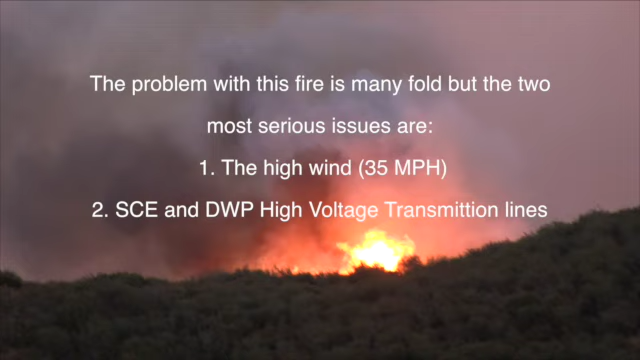 The problem with this fire is many fold but the two
most serious issues are:
1. The high wind (35 MPH)
2. SCE and DWP High Voltage Transmittion lines